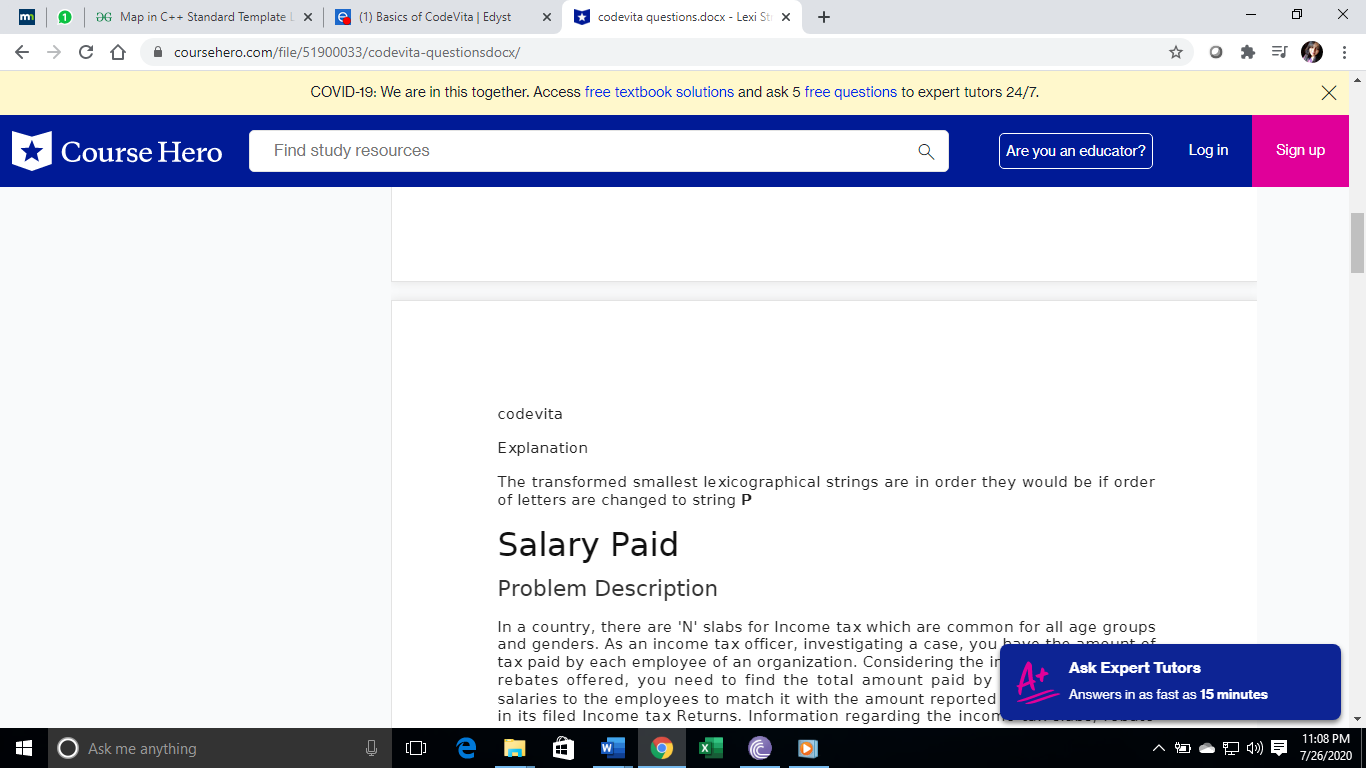 Map in C++ Standard Template L
(1) Basics of CodeVita | Edyst
codevita questions.docx - Lexi St
coursehero.com/file/51900033/codevita-questionsdocx/
COVID-19: We are in this together. Access free textbook solutions and ask 5 free questions to expert tutors 24/7.
Course Hero
Find study resources
Are you an educator?
Log in
Sign up
codevita
Explanation
The transformed smallest lexicographical strings are in order they would be if order
of letters are changed to string P
Salary Paid
Problem Description
In a country, there are 'N' slabs for Income tax which are common for all age groups
and genders. As an income tax officer, investigating a case, you have the amount of
tax paid by each employee of an organization. Considering the
rebates offered, you need to find the total amount paid by
salaries to the employees to match it with the amount reported
in its filed Income tax Returns. Information regarding the income tax slabs, rebate
Ask Expert Tutors
Answers in as fast as 15 minutes
Ask me anything
11:08 PM
7/26/2020